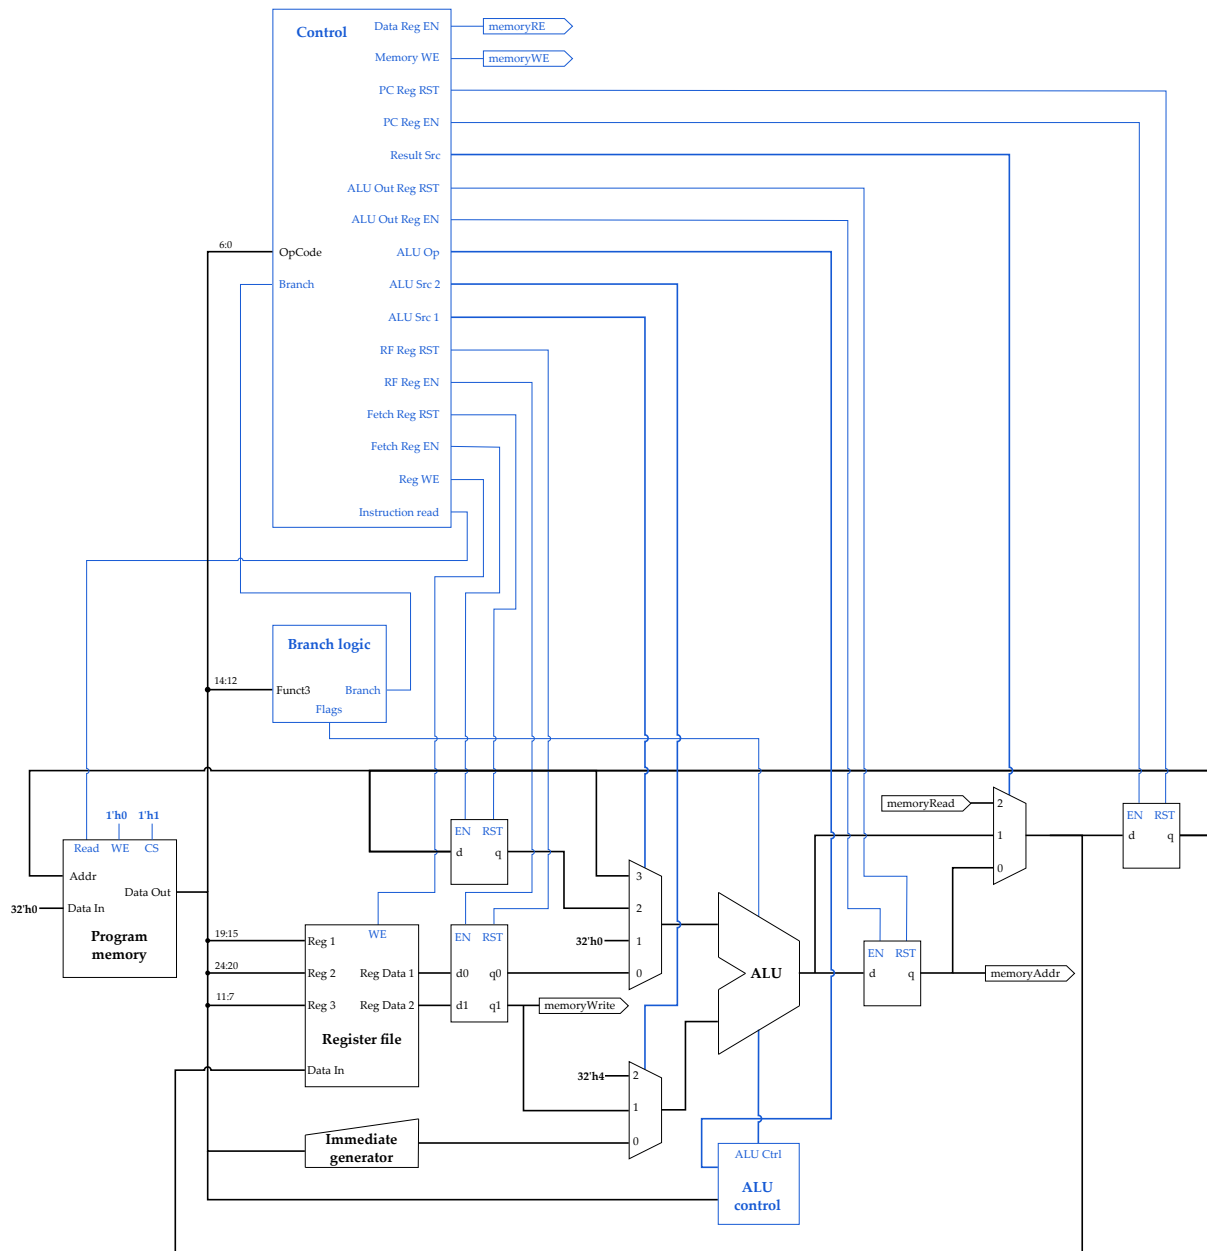 Control
Data Reg EN
memoryRE
Memory WE
memoryWE
PC Reg RST
PC Reg EN
Result Src
ALU Out Reg RST
ALU Out Reg EN
6:0
OpCode
ALU Op
Branch
ALU Src 2
ALU Src 1
RF Reg RST
RF Reg EN
Fetch Reg RST
Fetch Reg EN
Reg WE
Instruction read
Branch logic
14:12
Funct3
Branch
Flags
1'h0
1'h1
Read
WE
CS
Addr
Data Out
32'h0
Data In
Program
memory
EN
RST
d
q
memoryRead
2
1
0
EN
RST
d
q
19:15
Reg 1
WE
24:20
Reg 2
Reg Data 1
11:7
Reg 3
Reg Data 2
Register file
Data In
EN
RST
d0
q0
d1
q1
memoryWrite
3
2
32'h0
1
0
ALU
EN
RST
d
q
memoryAddr
32'h4
2
1
0
Immediate
generator
ALU Ctrl
ALU
control